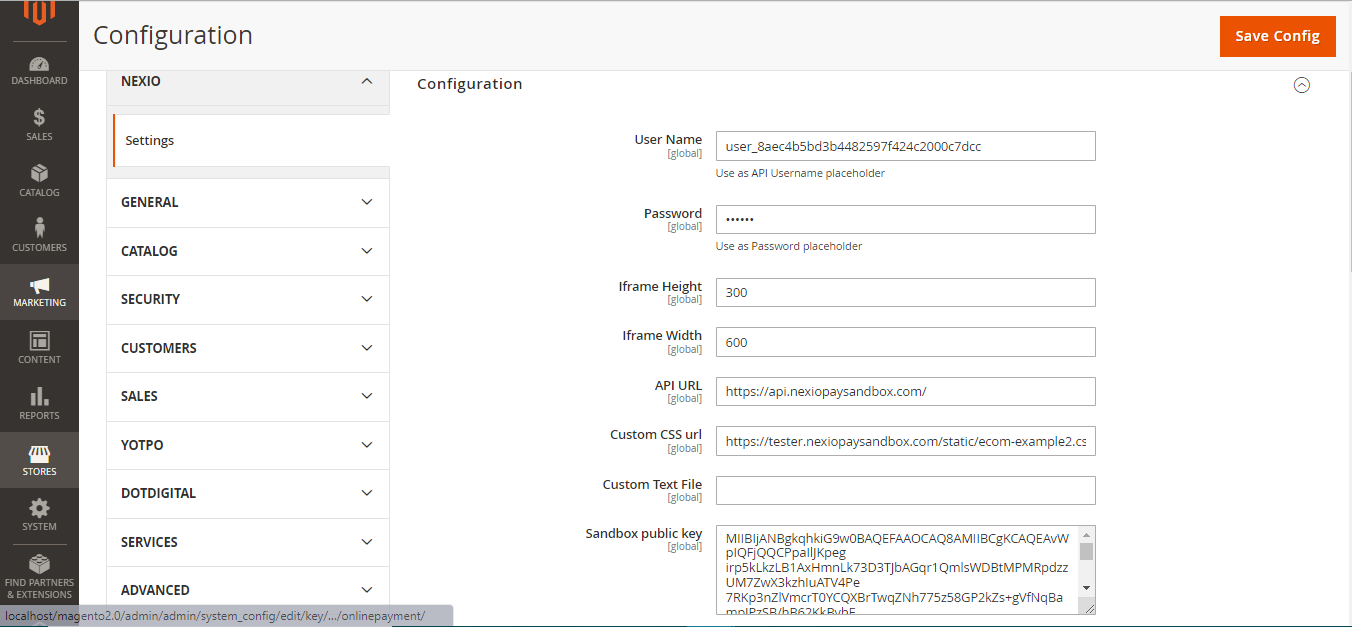 Configuration
Save Config
DASHBOARD
SALES
CATALOG
CUSTOMERS
MARKETING
CONTENT
REPORTS
STORES
SYSTEM
FIND PARTNERS
& EXTENSIONS
NEXIO
Settings
GENERAL
CATALOG
SECURITY
CUSTOMERS
SALES
YOTPO
DOTDIGITAL
SERVICES
ADVANCED
Configuration
User Name
[global]
user_8aec4b5bd3b4482597f424c2000c7dcc
Use as API Username placeholder
Password
[global]
••••••
Use as Password placeholder
Iframe Height
[global]
300
Iframe Width
[global]
600
API URL
[global]
https://api.nexiopaysandbox.com/
Custom CSS url
[global]
https://tester.nexiopaysandbox.com/static/ecom-example2.cs
Custom Text File
[global]
Sandbox public key
[global]
MIIBIjANBgkqhkiG9w0BAQEFAAOCAQ8AMIIBCgKCAQEAvW
pIQFjQQCPpaIlJKpeg
irp5kLkzLB1AxHmnLk73D3TJbAGqr1QmlsWDBtMPMRpdzz
UM7ZwX3kzhIuATV4Pe
7RKp3nZlVmcrT0YCQXBrTwqZNh775z58GP2kZs+gVfNqBa
localhost/magento2.0/admin/admin/system_config/edit/key/.../onlinepayment/